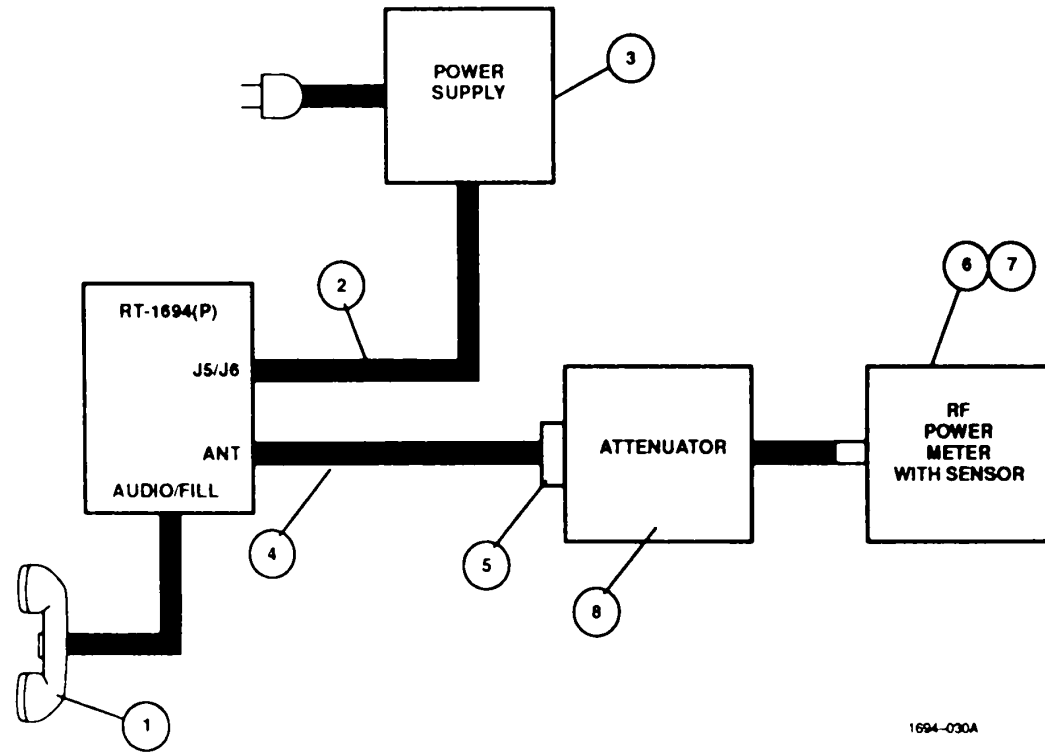 POWER
SUPPLY
3
6
7
2
RT-1694(P)
J5/J6
ANT
AUDIO/FILL
ATTENUATOR
RF
POWER
METER
WITH SENSOR
4
5
8
1
1694-030A